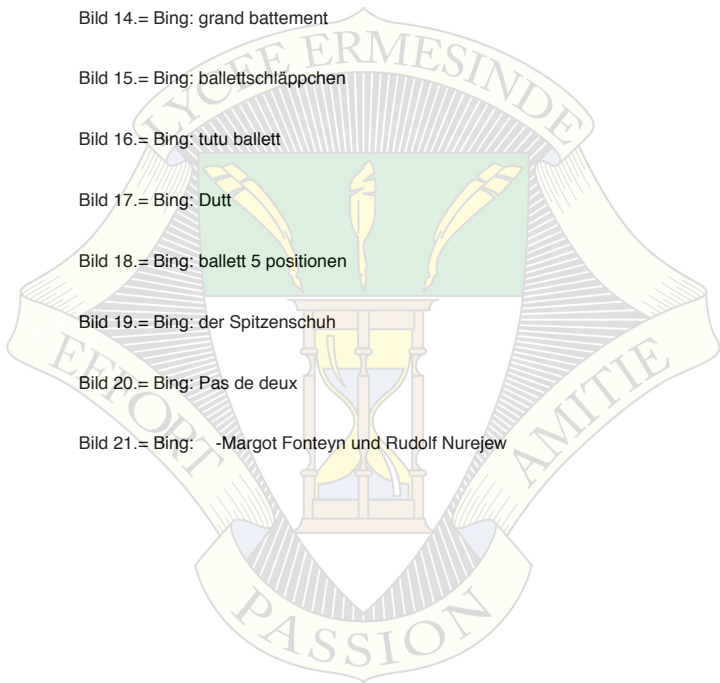 Bild 14.= Bing: grand battement
LYCEE ERMESINDE
Bild 15.= Bing: ballettschläppchen
Bild 16.= Bing: tutu ballett
Bild 17.= Bing: Dutt
Bild 18.= Bing: ballett 5 positionen
Bild 19.= Bing: der Spitzenschuh
EFFORT
AMITIE
Bild 20.= Bing: Pas de deux
Bild 21.= Bing: -Margot Fonteyn und Rudolf Nurejew
PASSION